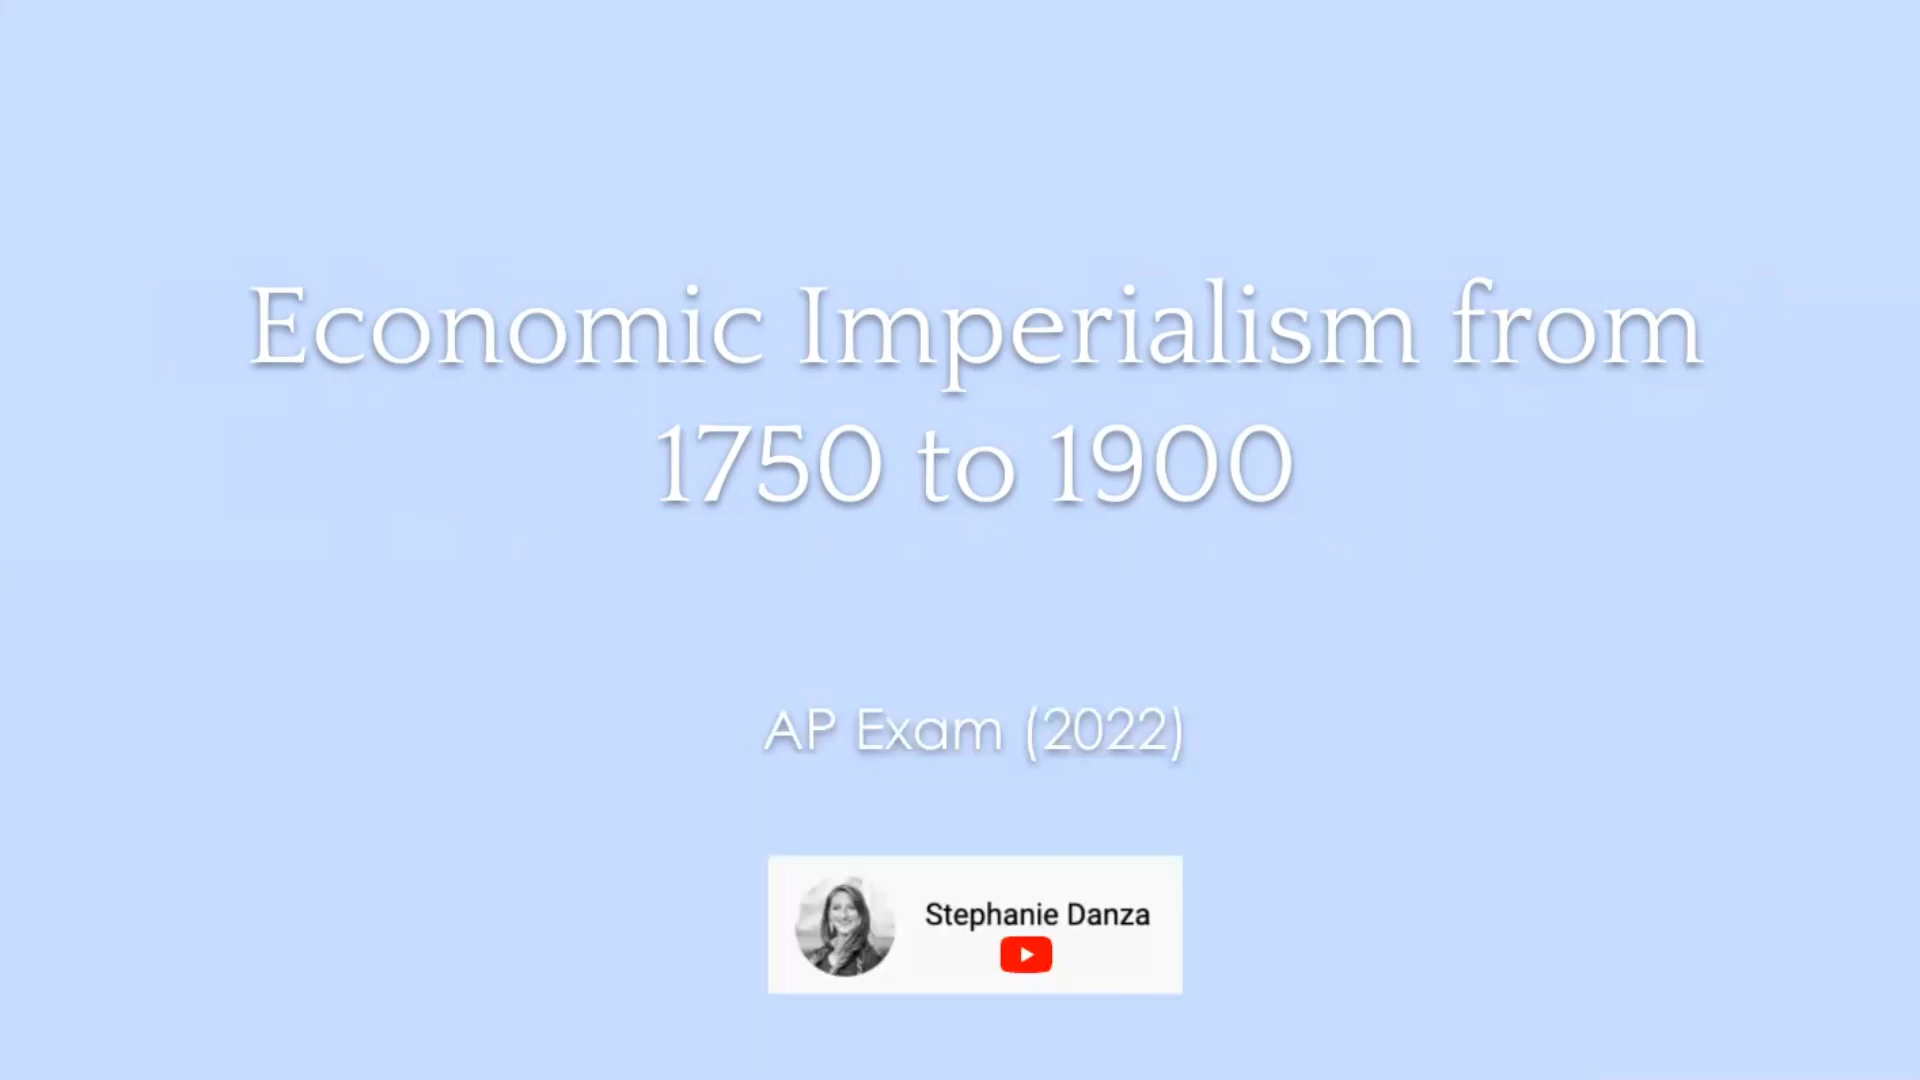 Economic Imperialism from
1750 to 1900
AP Exam (2022)
Stephanie Danza